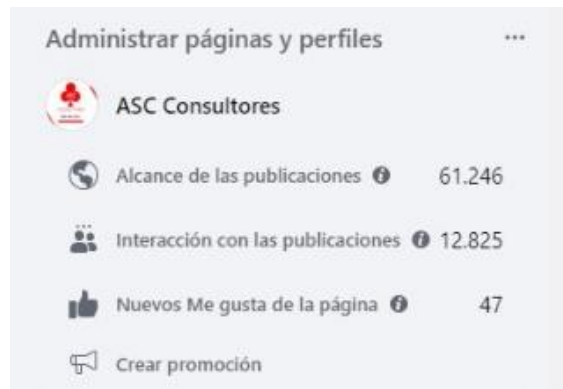 Administrar páginas y perfiles
ASC Consultores
Alcance de las publicaciones 61.246
Interacción con las publicaciones 12.825
Nuevos Me gusta de la página 47
Crear promoción